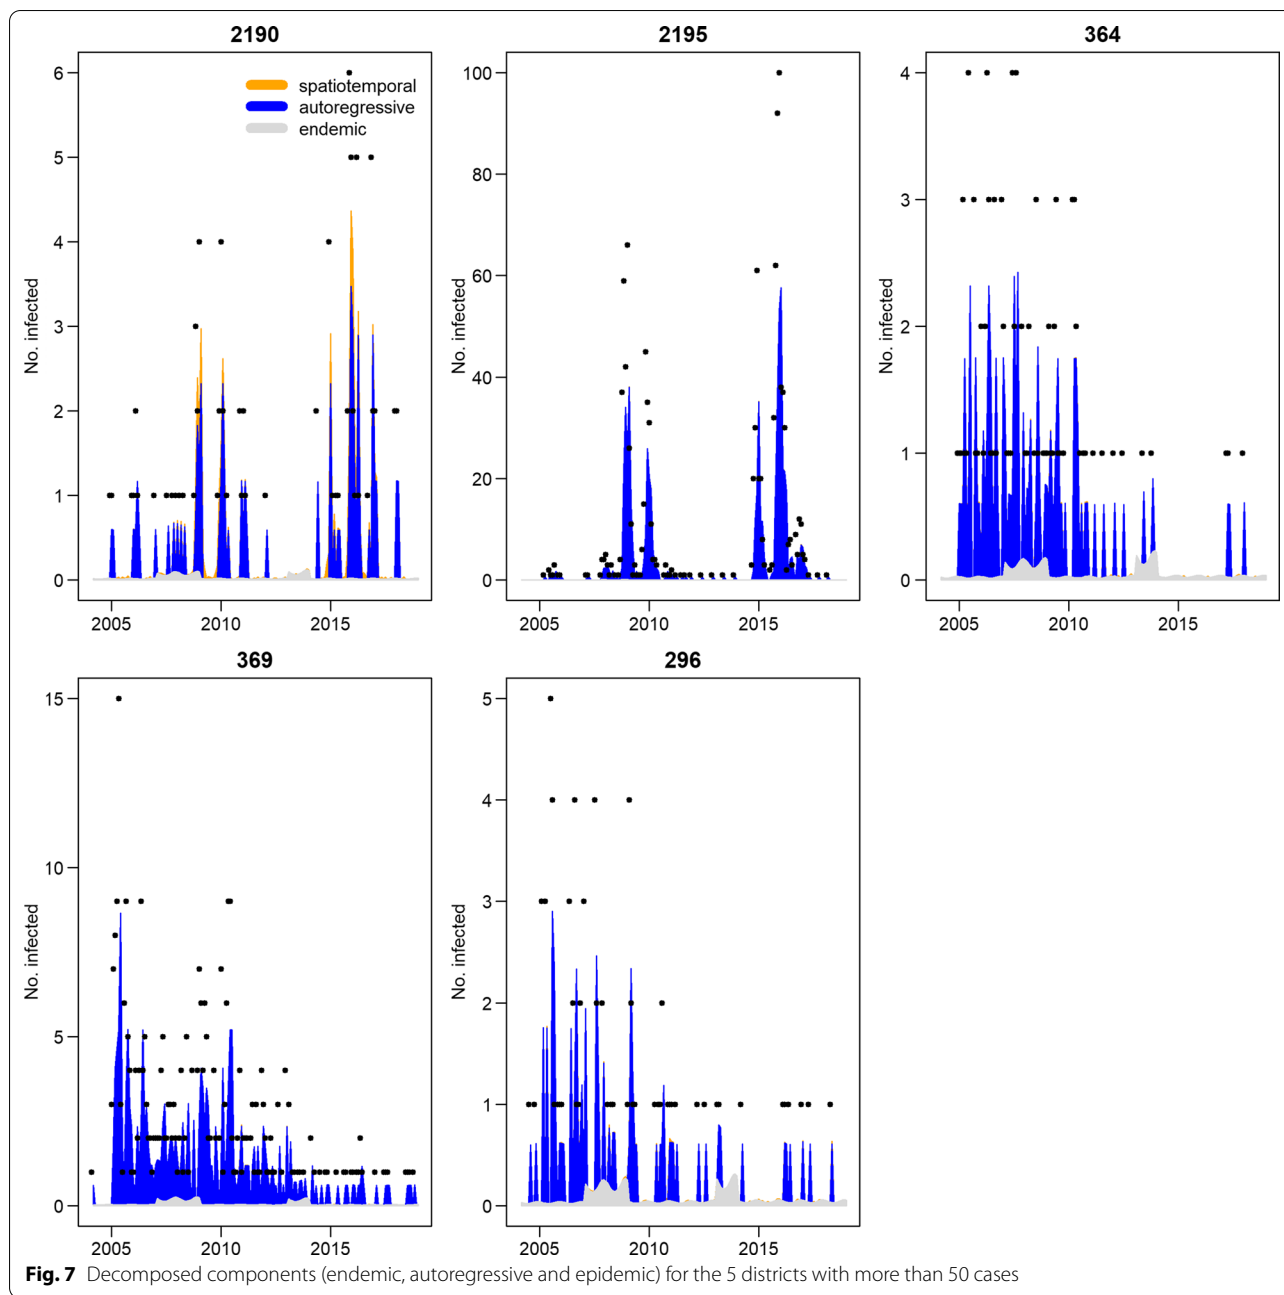 2190
6
5
4
3
2
1
0
No. infected
spatiotemporal
autoregressive
endemic
2005 2010 2015
2195
100
80
60
40
20
0
No. infected
2005 2010 2015
364
4
3
2
1
0
No. infected
2005 2010 2015
369
15
10
5
0
No. infected
2005 2010 2015
296
5
4
3
2
1
0
No. infected
2005 2010 2015
Fig. 7 Decomposed components (endemic, autoregressive and epidemic) for the 5 districts with more than 50 cases